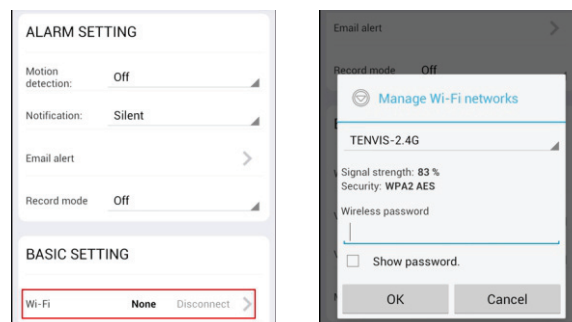 ALARM SETTING
Motion detection: Off
Notification: Silent
Email alert
Record mode Off
BASIC SETTING
Wi-Fi None Disconnect
Email alert
Record mode Off
Manage Wi-Fi networks
TENVIS-2.4G
Signal strength: 83 %
Security: WPA2 AES
Wireless password
Show password.
OK Cancel